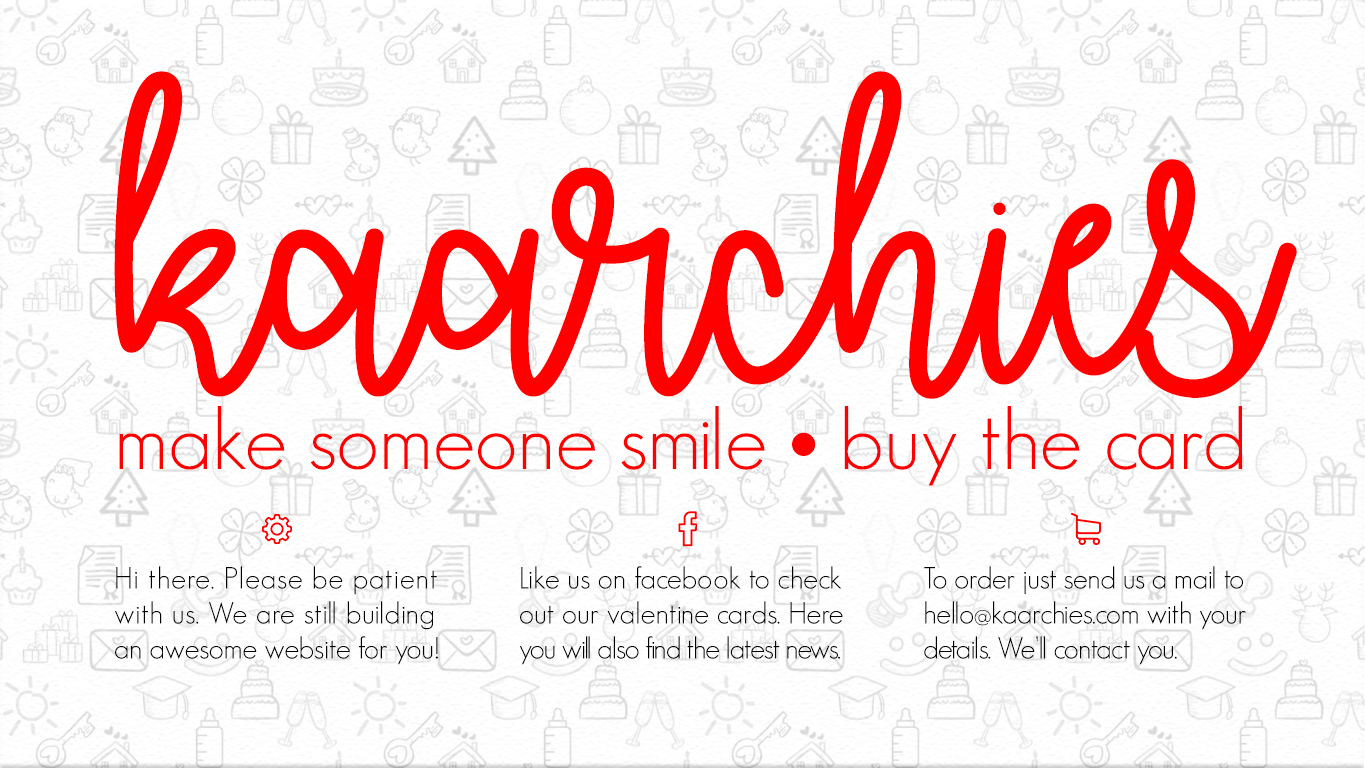 kaarchies
make someone smile • buy the card
Hi there. Please be patient
with us. We are still building
an awesome website for you!
Like us on facebook to check
out our valentine cards. Here
you will also find the latest news.
To order just send us a mail to
hello@kaarchies.com with your
details. We'll contact you.